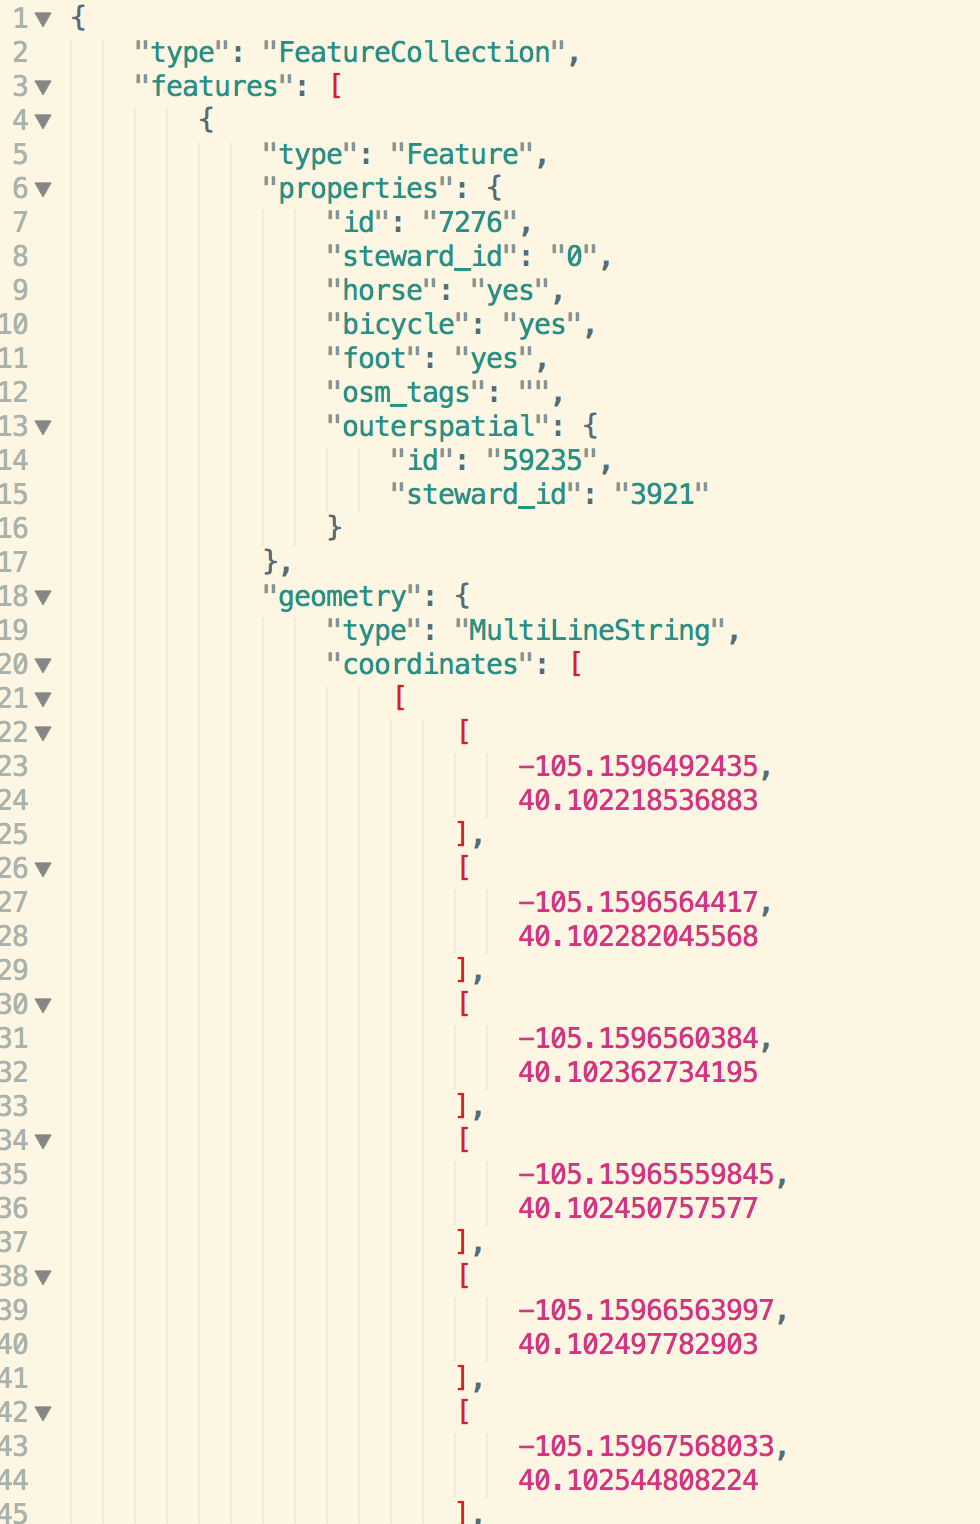 1 ▼ {
2 "type": "FeatureCollection",
3 ▼ "features": [
4 ▼ {
5 "type": "Feature",
6 ▼ "properties": {
7 "id": "7276",
8 "steward_id": "0",
9 "horse": "yes",
10 "bicycle": "yes",
11 "foot": "yes",
12 "osm_tags": "",
13 ▼ "outerspatial": {
14 "id": "59235",
15 "steward_id": "3921"
16 }
17 },
18 ▼ "geometry": {
19 "type": "MultiLineString",
20 ▼ "coordinates": [
21 ▼ [
22 ▼ [
23 -105.1596492435,
24 40.102218536883
25 ],
26 ▼ [
27 -105.1596564417,
28 40.102282045568
29 ],
30 ▼ [
31 -105.1596560384,
32 40.102362734195
33 ],
34 ▼ [
35 -105.15965559845,
36 40.102450757577
37 ],
38 ▼ [
39 -105.15966563997,
40 40.102497782903
41 ],
42 ▼ [
43 -105.15967568033,
44 40.102544808224
45 ],